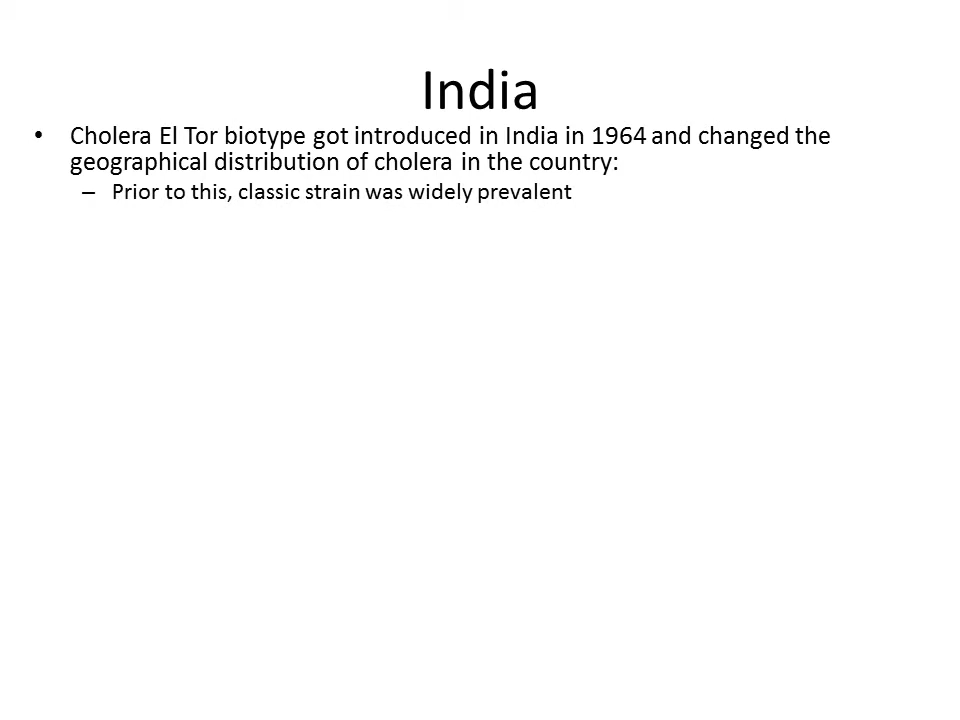 India
• Cholera El Tor biotype got introduced in India in 1964 and changed the
geographical distribution of cholera in the country:
– Prior to this, classic strain was widely prevalent